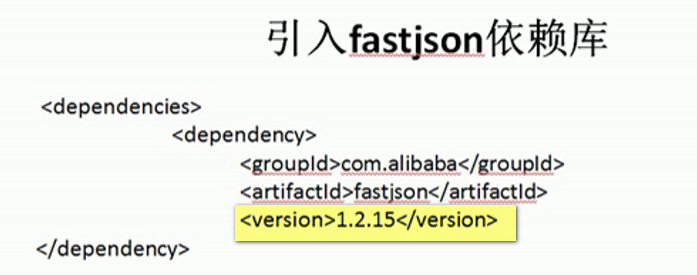 引入fastjson依赖库
<dependencies>
<dependency>
<groupId>com.alibaba</groupId>
<artifactId>fastjson</artifactId>
<version>1.2.15</version>
</dependency>